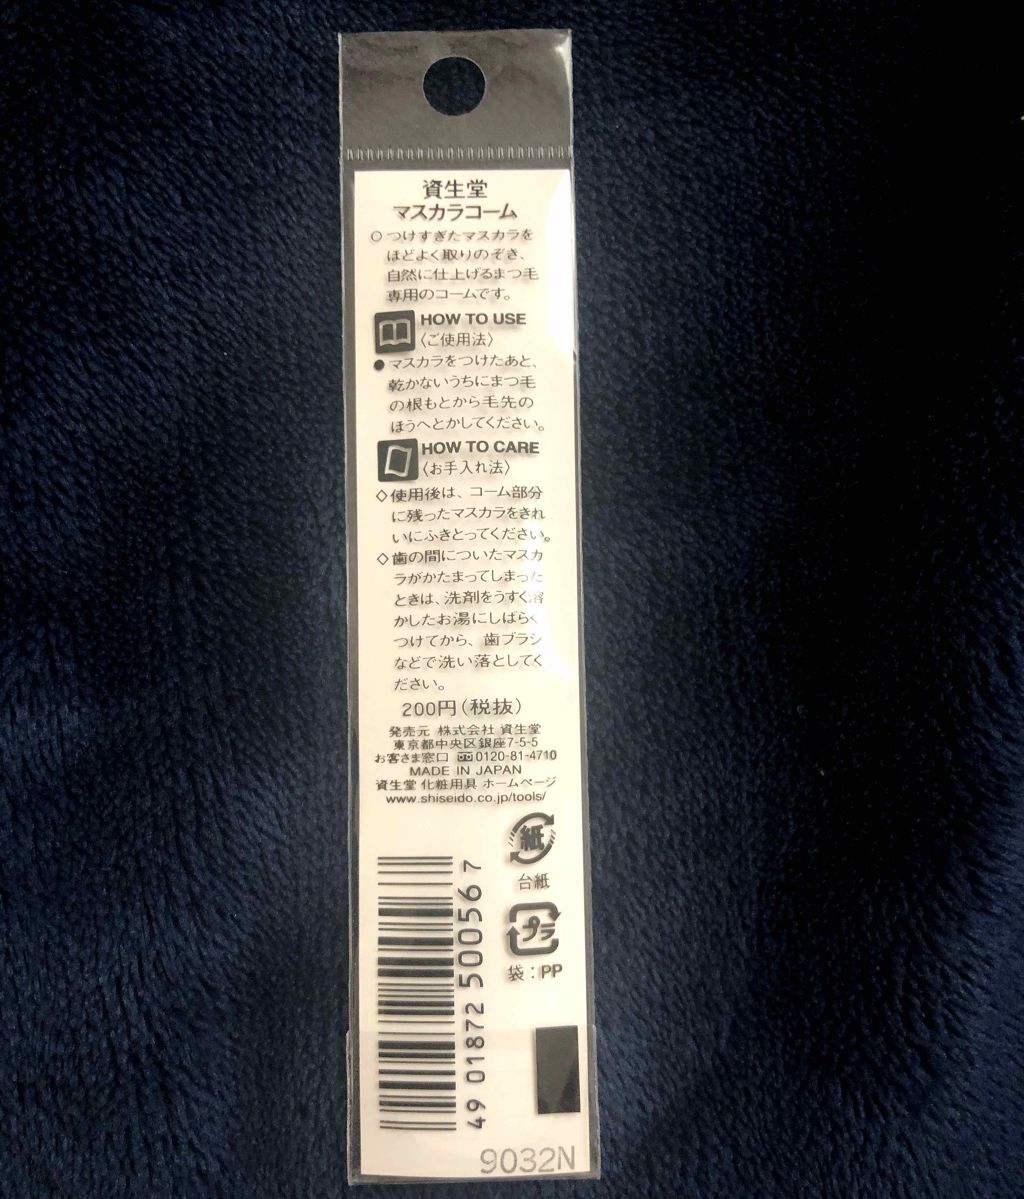 資生堂
マスカラコーム
○つけすぎたマスカラを
ほどよく取りのぞき、
自然に仕上げるまつ毛
専用のコームです。
HOW TO USE
〈ご使用法〉
●マスカラをつけたあと、
乾かないうちにまつ毛
の根もとから毛先の
ほうへとかしてください。
HOW TO CARE
〈お手入れ法〉
◇使用後は、コーム部分
に残ったマスカラをきれ
いにふきとってください。
◇歯の間についたマスカ
ラがかたまってしまった
ときは、洗剤をうすく溶
かしたお湯にしばらく
つけてから、歯ブラシ
などで洗い落としてく
ださい。
200円(税抜)
発売元 株式会社 資生堂
東京都中央区銀座7-5-5
お客さま窓口 0120-81-4710
MADE IN JAPAN
資生堂 化粧用具 ホームページ
www.shiseido.co.jp/tools/
紙
台紙
プラ
袋：PP
49 01872 50056 7
9032N